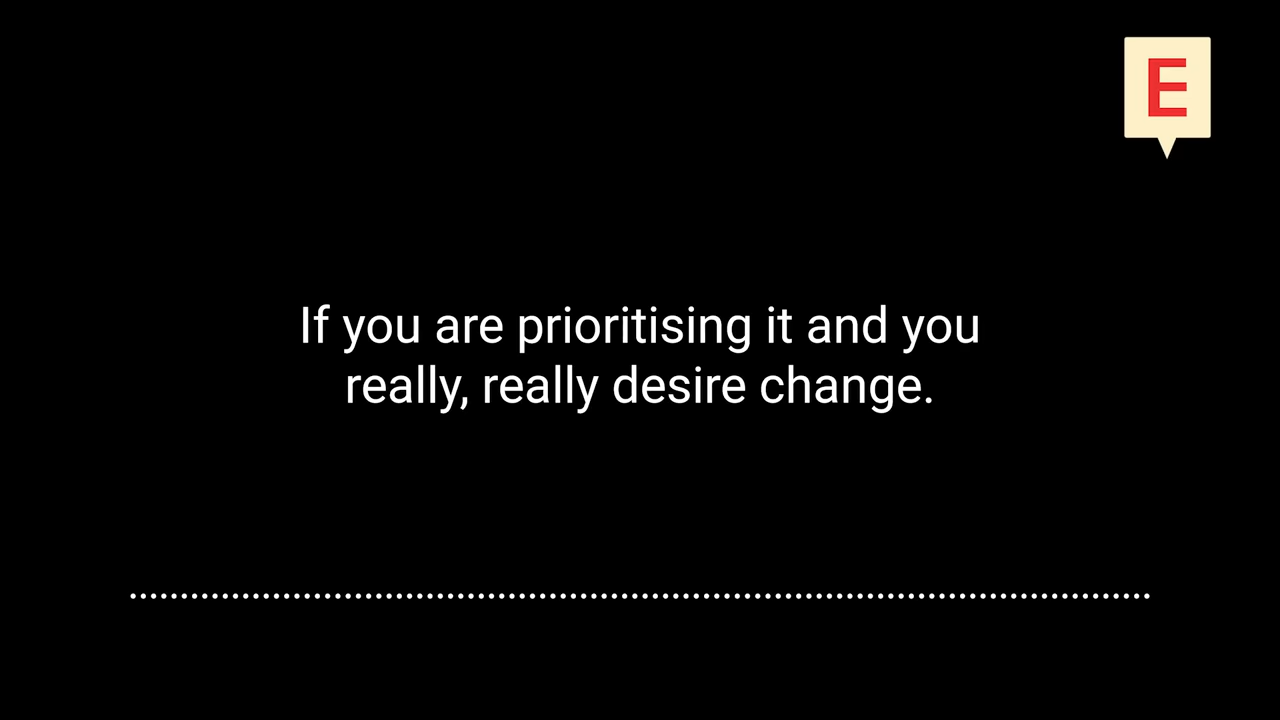 E
If you are prioritising it and you
really, really desire change.